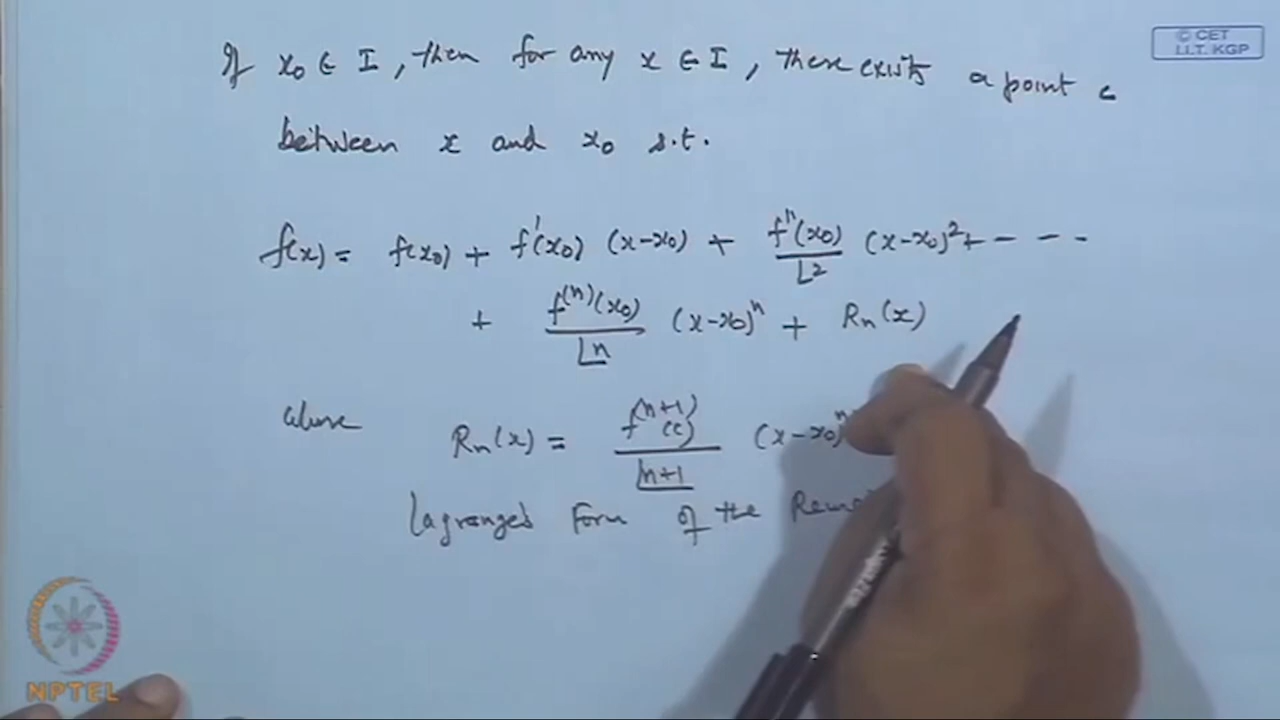 If x₀ ∈ I, then for any x ∈ I, there exists a point c
© CET
I.I.T. KGP
between x and x₀ s.t.
f(x) = f(x₀) + f'(x₀) (x-x₀) + f''(x₀)/⌊2 (x-x₀)² + - - -
+ f⁽ⁿ⁾(x₀)/⌊n (x-x₀)ⁿ + Rₙ(x)
where Rₙ(x) = f⁽ⁿ⁺¹⁾(c)/⌊n+1 (x-x₀)
Lagrange's Form of the
NPTEL